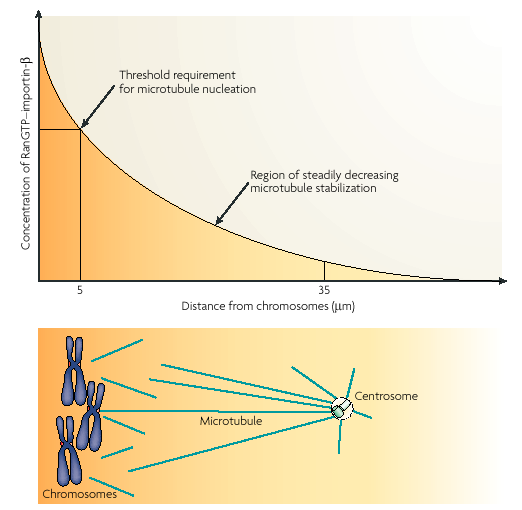 Concentration of RanGTP–importin-β
Threshold requirement
for microtubule nucleation
Region of steadily decreasing
microtubule stabilization
5
35
Distance from chromosomes (μm)
Centrosome
Microtubule
Chromosomes